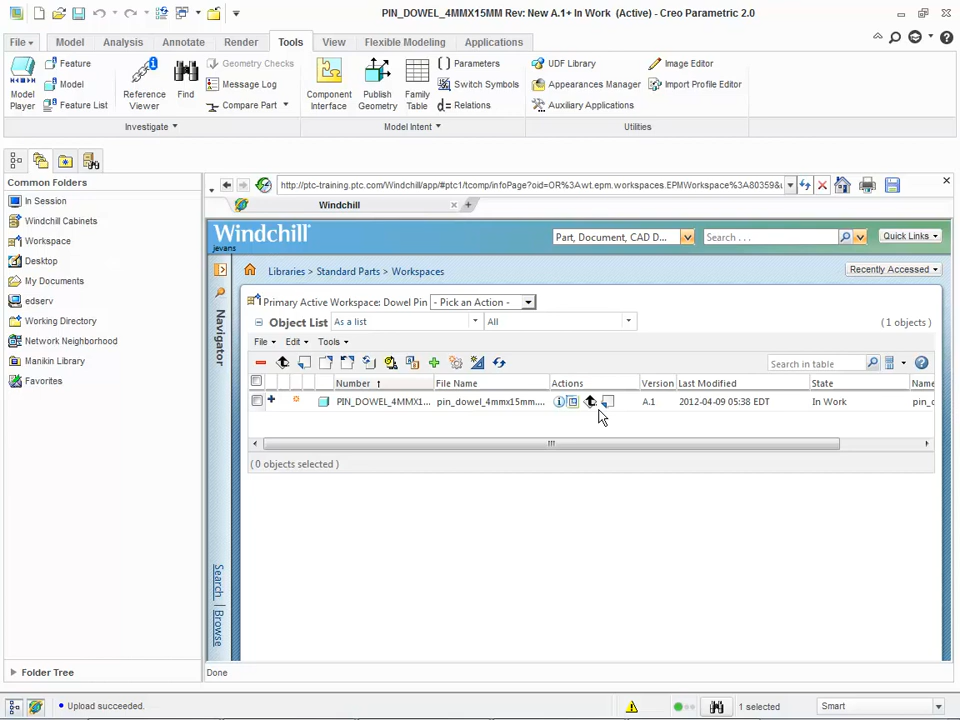 PIN_DOWEL_4MMX15MM Rev: New A.1+ In Work (Active) - Creo Parametric 2.0
File Model Analysis Annotate Render Tools View Flexible Modeling Applications
Model Player
Feature
Model
Feature List
Reference Viewer
Find
Geometry Checks
Message Log
Compare Part
Component Interface
Publish Geometry
Family Table
Parameters
Switch Symbols
d= Relations
UDF Library
Appearances Manager
Auxiliary Applications
Image Editor
Import Profile Editor
Investigate Model Intent Utilities
Common Folders
In Session
Windchill Cabinets
Workspace
Desktop
My Documents
edserv
Working Directory
Network Neighborhood
Manikin Library
Favorites
Folder Tree
http://ptc-training.ptc.com/Windchill/app/#ptc1/tcomp/infoPage?oid=OR%3Awt.epm.workspaces.EPMWorkspace%3A80359&u
Windchill
Windchill
jevans
Part, Document, CAD D... Search . . . Quick Links
Libraries > Standard Parts > Workspaces Recently Accessed
Navigator
Search | Browse
Primary Active Workspace: Dowel Pin - Pick an Action -
Object List As a list All (1 objects )
File Edit Tools
Search in table
Number File Name Actions Version Last Modified State Name
PIN_DOWEL_4MMX1... pin_dowel_4mmx15mm.... A.1 2012-04-09 05:38 EDT In Work pin_d
( 0 objects selected )
Done
Upload succeeded. 1 selected Smart